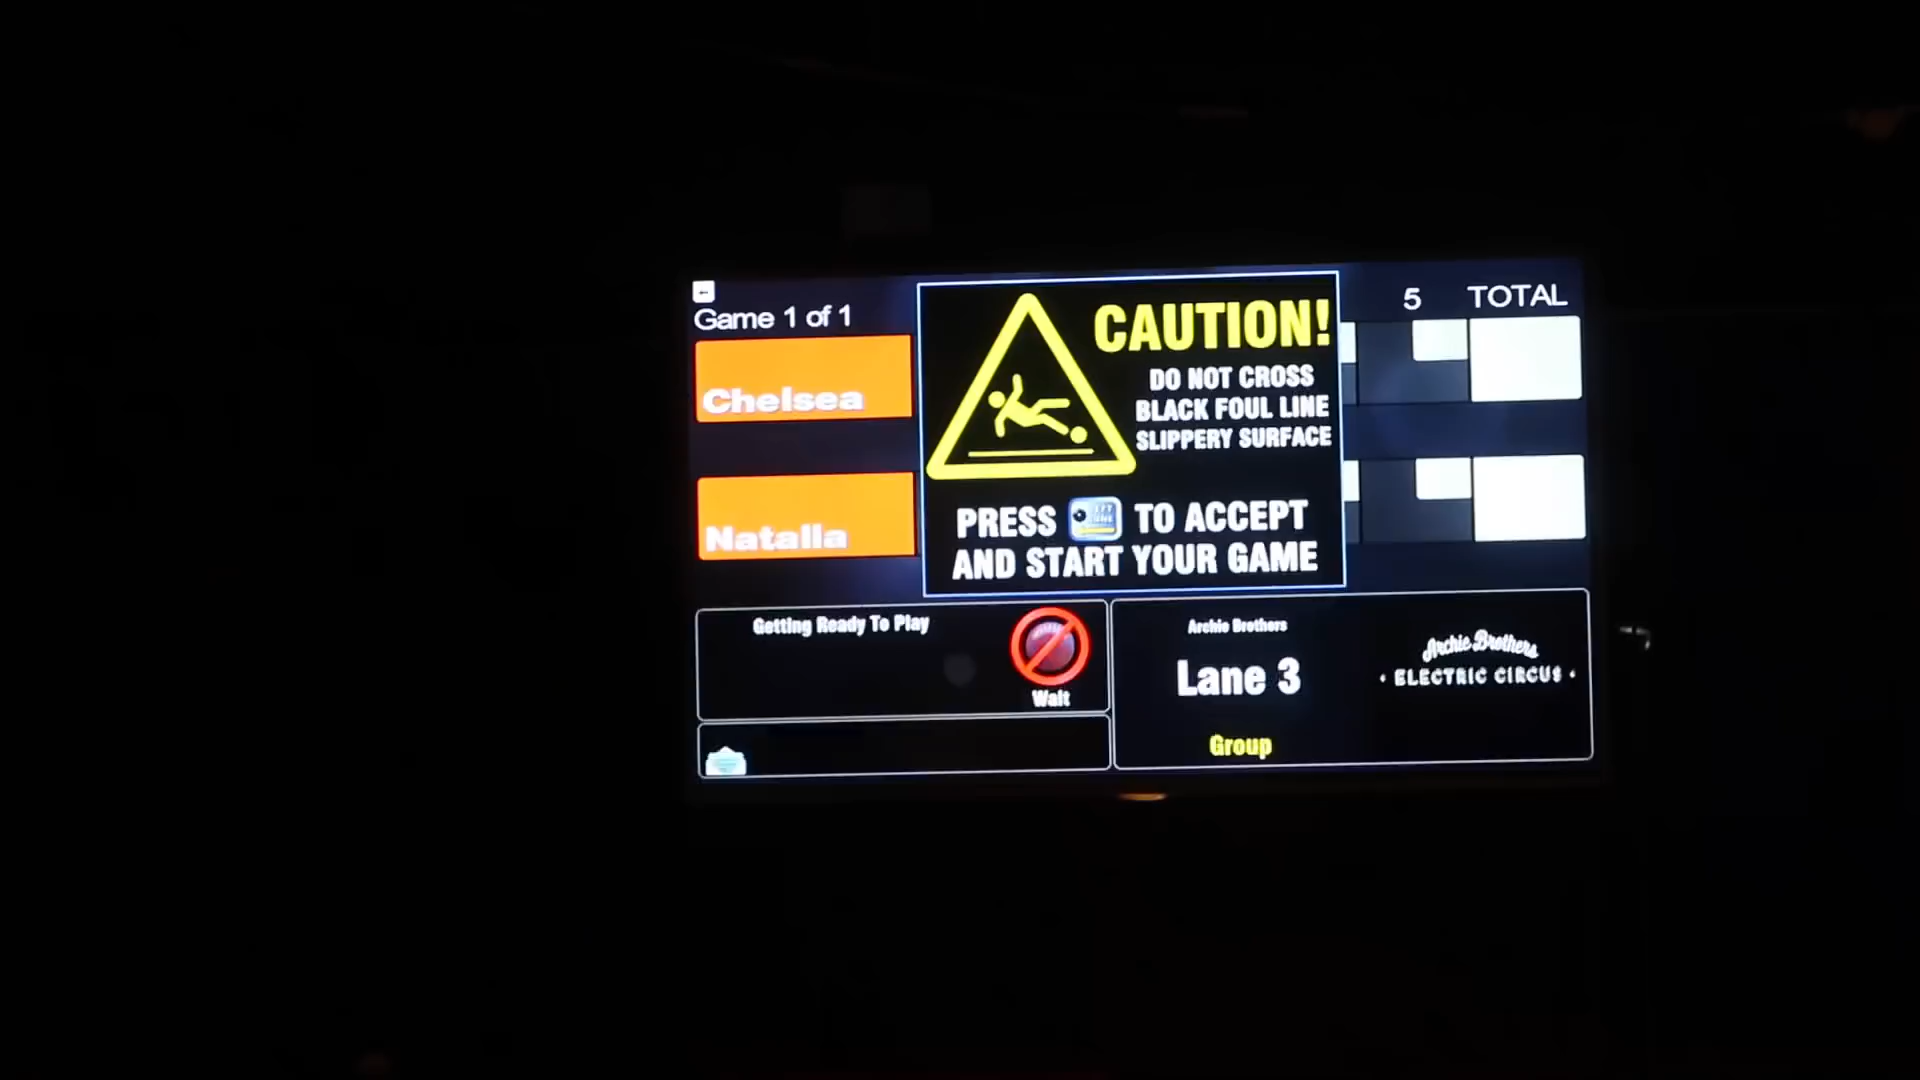 Game 1 of 1
5 TOTAL
Chelsea
Natalia
CAUTION!
DO NOT CROSS
BLACK FOUL LINE
SLIPPERY SURFACE
PRESS LEFT LANE TO ACCEPT
AND START YOUR GAME
Getting Ready To Play
Wait
Archie Brothers
Lane 3
Group
Archie Brothers
• ELECTRIC CIRCUS •